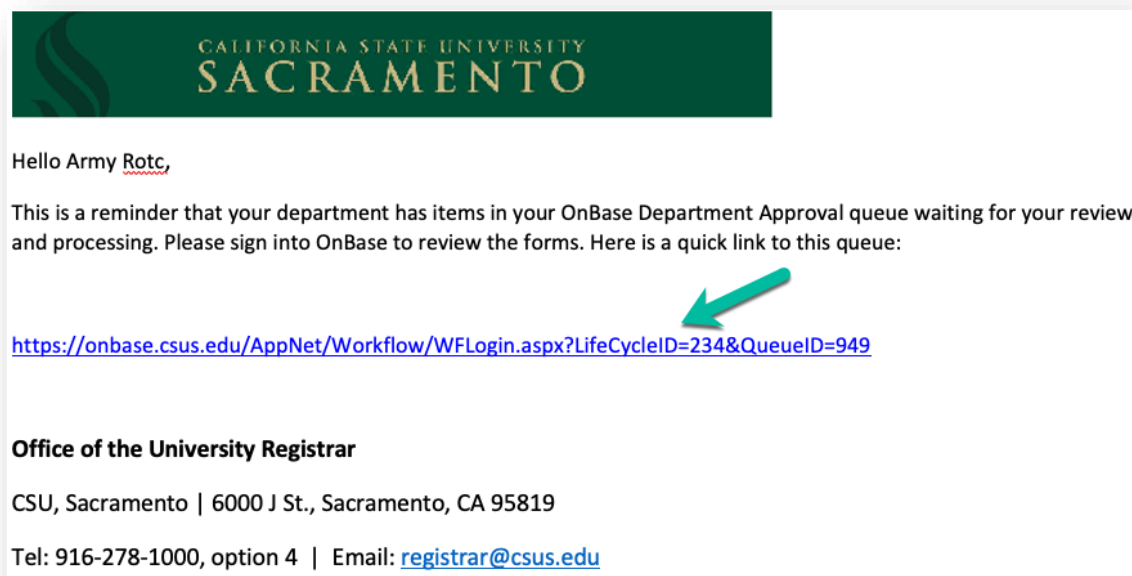 CALIFORNIA STATE UNIVERSITY
SACRAMENTO
Hello Army Rotc,
This is a reminder that your department has items in your OnBase Department Approval queue waiting for your review
and processing. Please sign into OnBase to review the forms. Here is a quick link to this queue:
https://onbase.csus.edu/AppNet/Workflow/WFLogin.aspx?LifeCycleID=234&QueueID=949
Office of the University Registrar
CSU, Sacramento | 6000 J St., Sacramento, CA 95819
Tel: 916-278-1000, option 4 | Email: registrar@csus.edu